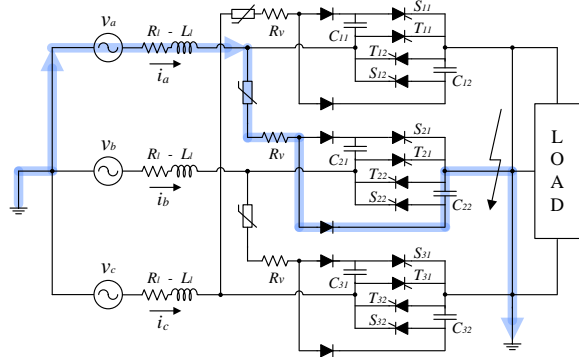 S11
C11
T11
Rv
va
Rl - Ll
T12
S12
C12
ia
S21
C21
T21
Rv
vb
Rl - Ll
T22
S22
C22
ib
LOAD
S31
C31
T31
Rv
vc
Rl - Ll
T32
S32
C32
ic